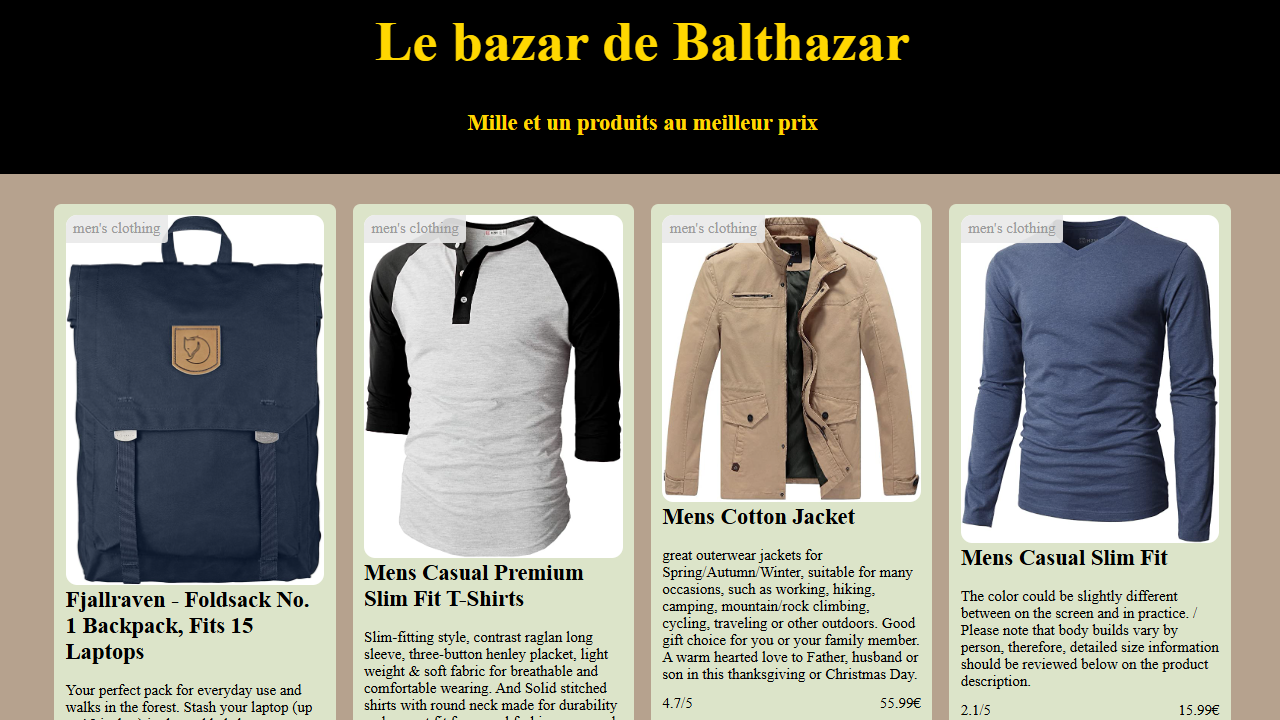 Le bazar de Balthazar
Mille et un produits au meilleur prix
men's clothing
Fjallraven - Foldsack No.
1 Backpack, Fits 15
Laptops
Your perfect pack for everyday use and
walks in the forest. Stash your laptop (up
men's clothing
Mens Casual Premium
Slim Fit T-Shirts
Slim-fitting style, contrast raglan long
sleeve, three-button henley placket, light
weight & soft fabric for breathable and
comfortable wearing. And Solid stitched
shirts with round neck made for durability
men's clothing
Mens Cotton Jacket
great outerwear jackets for
Spring/Autumn/Winter, suitable for many
occasions, such as working, hiking,
camping, mountain/rock climbing,
cycling, traveling or other outdoors. Good
gift choice for you or your family member.
A warm hearted love to Father, husband or
son in this thanksgiving or Christmas Day.
4.7/5 55.99€
men's clothing
Mens Casual Slim Fit
The color could be slightly different
between on the screen and in practice. /
Please note that body builds vary by
person, therefore, detailed size information
should be reviewed below on the product
description.
2.1/5 15.99€